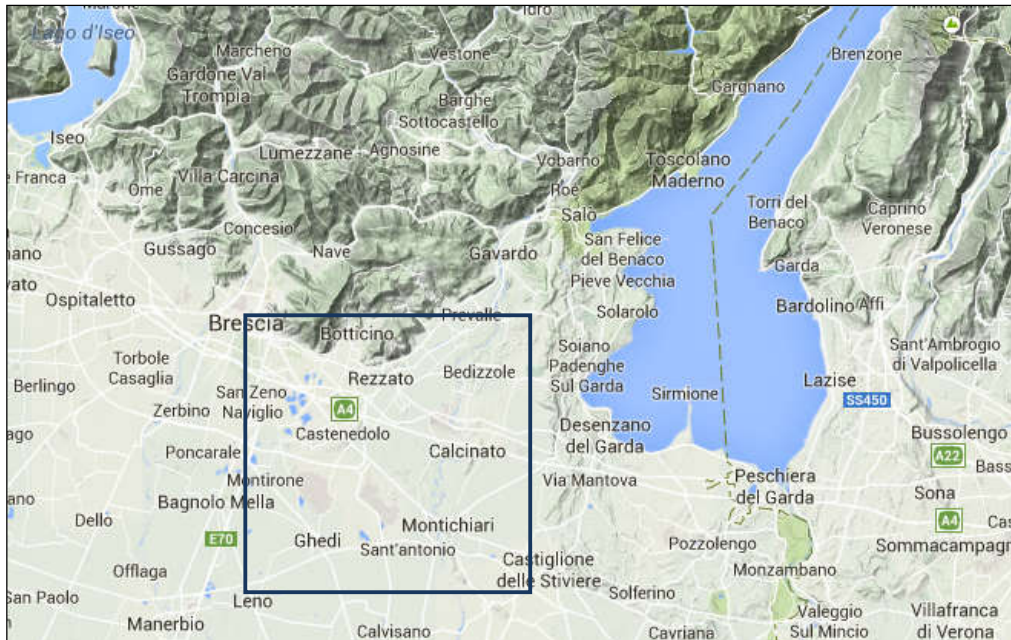 Lago d'Iseo
Idro
Marcheno
Vestone
Brenzone
Gardone Val
Trompia
Gargnano
Barghe
Sottocastello
Iseo
Lumezzane
Agnosine
Vobarno
Toscolano
Maderno
e Franca
Ome
Villa Carcina
Roé
Salò
Torri del
Benaco
Caprino
Veronese
Concesio
Gussago
Nave
Gavardo
San Felice
del Benaco
Pieve Vecchia
Garda
Ospitaletto
Solarolo
Bardolino
Affi
Prevalle
Brescia
Botticino
Torbole
Casaglia
Soiano
Padenghe
Sul Garda
Sant'Ambrogio
di Valpolicella
Berlingo
Rezzato
Bedizzole
Lazise
San Zeno
Naviglio
Sirmione
SS450
Zerbino
A4
Castenedolo
Desenzano
del Garda
Bussolengo
Poncarale
Calcinato
A22
Montirone
Via Mantova
Peschiera
del Garda
Bagnolo Mella
Sona
Dello
Montichiari
A4
E70
Ghedi
Sant'antonio
Pozzolengo
Sommacampagn
Castiglione
delle Stiviere
Offlaga
Monzambano
San Paolo
Leno
Solferino
Manerbio
Calvisano
Cavriana
Valeggio
Sul Mincio
Villafranca
di Verona